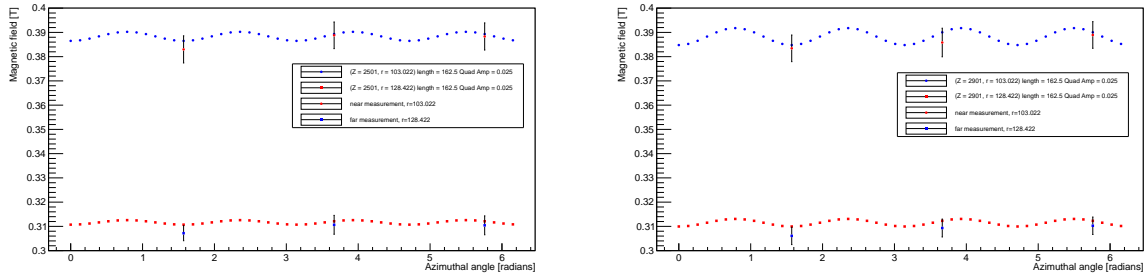 Magnetic field [T]
0.4
0.39
0.38
0.37
0.36
0.35
0.34
0.33
0.32
0.31
0.3
(Z = 2501, r = 103.022) length = 162.5 Quad Amp = 0.025
(Z = 2501, r = 128.422) length = 162.5 Quad Amp = 0.025
near measurement, r=103.022
far measurement, r=128.422
0 1 2 3 4 5 6
Azimuthal angle [radians]
Magnetic field [T]
0.4
0.39
0.38
0.37
0.36
0.35
0.34
0.33
0.32
0.31
0.3
(Z = 2901, r = 103.022) length = 162.5 Quad Amp = 0.025
(Z = 2901, r = 128.422) length = 162.5 Quad Amp = 0.025
near measurement, r=103.022
far measurement, r=128.422
0 1 2 3 4 5 6
Azimuthal angle [radians]